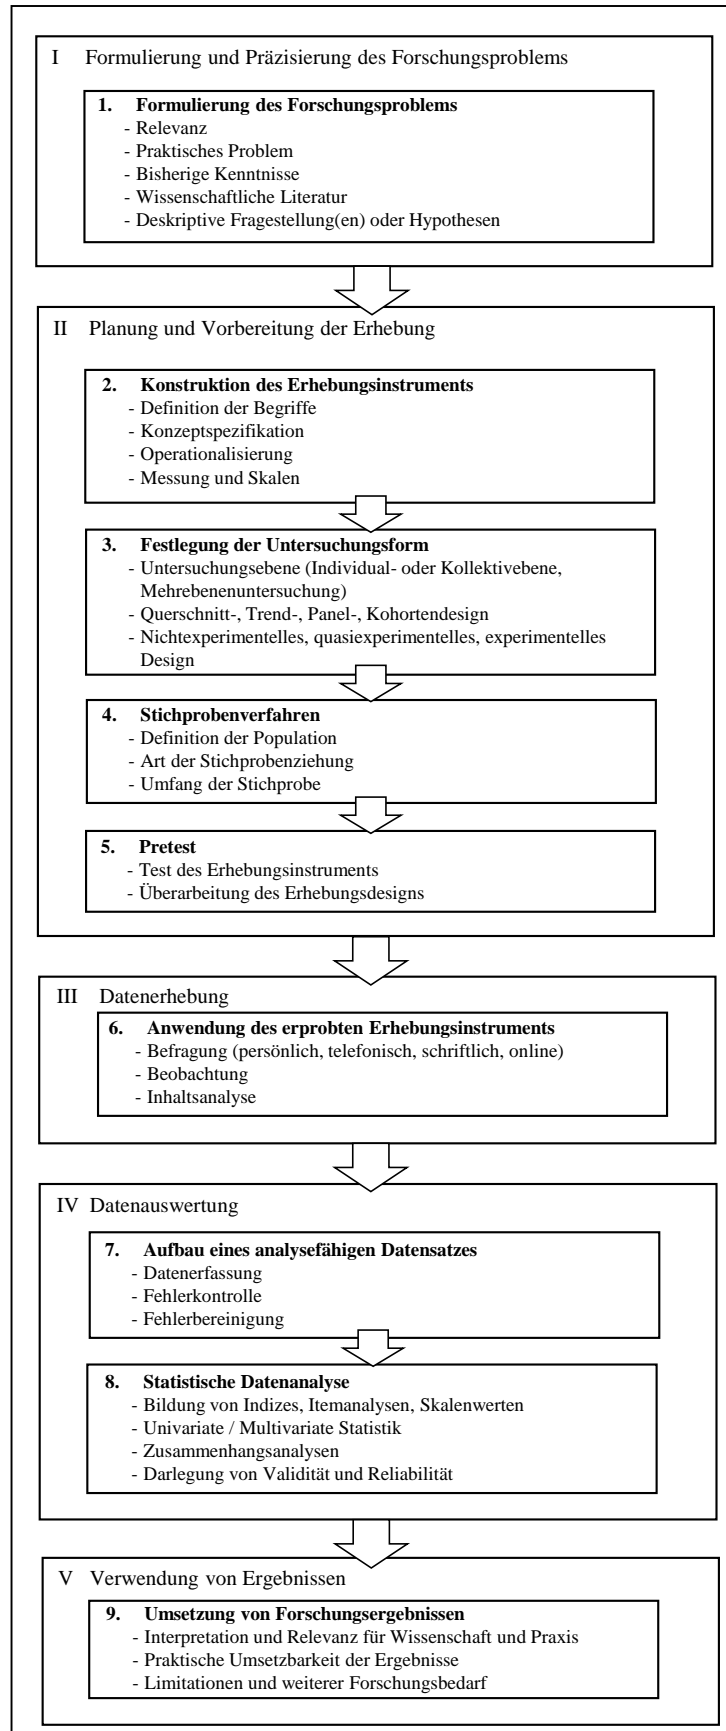 I Formulierung und Präzisierung des Forschungsproblems
1. Formulierung des Forschungsproblems
- Relevanz
- Praktisches Problem
- Bisherige Kenntnisse
- Wissenschaftliche Literatur
- Deskriptive Fragestellung(en) oder Hypothesen
II Planung und Vorbereitung der Erhebung
2. Konstruktion des Erhebungsinstruments
- Definition der Begriffe
- Konzeptspezifikation
- Operationalisierung
- Messung und Skalen
3. Festlegung der Untersuchungsform
- Untersuchungsebene (Individual- oder Kollektivebene,
Mehrebenenuntersuchung)
- Querschnitt-, Trend-, Panel-, Kohortendesign
- Nichtexperimentelles, quasiexperimentelles, experimentelles
Design
4. Stichprobenverfahren
- Definition der Population
- Art der Stichprobenziehung
- Umfang der Stichprobe
5. Pretest
- Test des Erhebungsinstruments
- Überarbeitung des Erhebungsdesigns
III Datenerhebung
6. Anwendung des erprobten Erhebungsinstruments
- Befragung (persönlich, telefonisch, schriftlich, online)
- Beobachtung
- Inhaltsanalyse
IV Datenauswertung
7. Aufbau eines analysefähigen Datensatzes
- Datenerfassung
- Fehlerkontrolle
- Fehlerbereinigung
8. Statistische Datenanalyse
- Bildung von Indizes, Itemanalysen, Skalenwerten
- Univariate / Multivariate Statistik
- Zusammenhangsanalysen
- Darlegung von Validität und Reliabilität
V Verwendung von Ergebnissen
9. Umsetzung von Forschungsergebnissen
- Interpretation und Relevanz für Wissenschaft und Praxis
- Praktische Umsetzbarkeit der Ergebnisse
- Limitationen und weiterer Forschungsbedarf